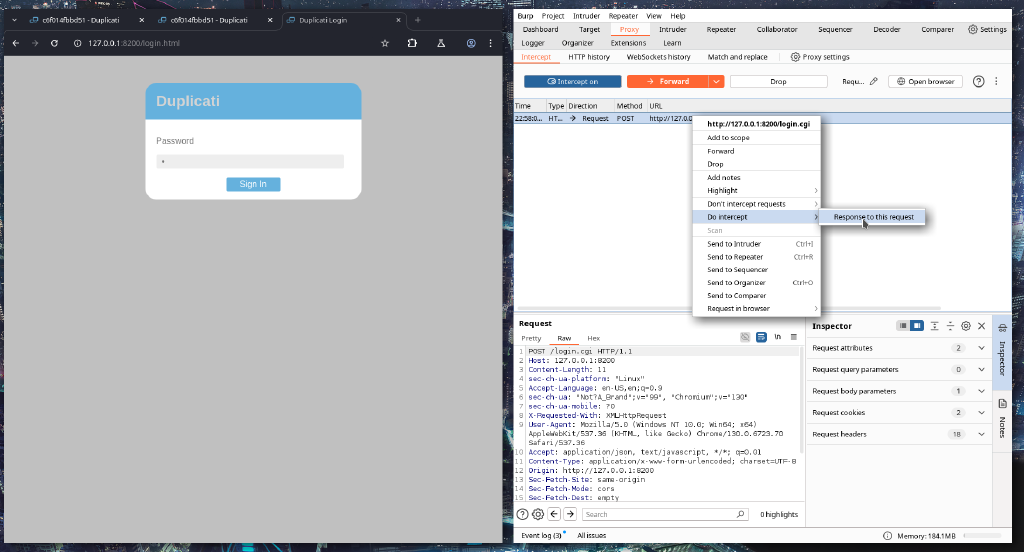 c6f014fbbd51 - Duplicati
c6f014fbbd51 - Duplicati
Duplicati Login
127.0.0.1:8200/login.html
Duplicati
Password
Sign In
Burp Project Intruder Repeater View Help
Dashboard Target Proxy Intruder Repeater Collaborator Sequencer Decoder Comparer Settings
Logger Organizer Extensions Learn
Intercept HTTP history WebSockets history Match and replace Proxy settings
Intercept on Forward Drop Requ... Open browser
Time Type Direction Method URL
22:58:0... HT... → Request POST http://127.0
http://127.0.0.1:8200/login.cgi
Add to scope
Forward
Drop
Add notes
Highlight
Don't intercept requests
Do intercept
Response to this request
Scan
Send to Intruder Ctrl+I
Send to Repeater Ctrl+R
Send to Sequencer
Send to Organizer Ctrl+O
Send to Comparer
Request in browser
Request
Pretty Raw Hex
\n
1 POST /login.cgi HTTP/1.1
2 Host: 127.0.0.1:8200
3 Content-Length: 11
4 sec-ch-ua-platform: "Linux"
5 Accept-Language: en-US,en;q=0.9
6 sec-ch-ua: "Not?A_Brand";v="99", "Chromium";v="130"
7 sec-ch-ua-mobile: ?0
8 X-Requested-With: XMLHttpRequest
9 User-Agent: Mozilla/5.0 (Windows NT 10.0; Win64; x64)
AppleWebKit/537.36 (KHTML, like Gecko) Chrome/130.0.6723.70
Safari/537.36
10 Accept: application/json, text/javascript, */*; q=0.01
11 Content-Type: application/x-www-form-urlencoded; charset=UTF-8
12 Origin: http://127.0.0.1:8200
13 Sec-Fetch-Site: same-origin
14 Sec-Fetch-Mode: cors
15 Sec-Fetch-Dest: empty
Search
0 highlights
Inspector
Request attributes 2
Request query parameters 0
Request body parameters 1
Request cookies 2
Request headers 18
Inspector
Notes
Event log (3) All issues
Memory: 184.1MB